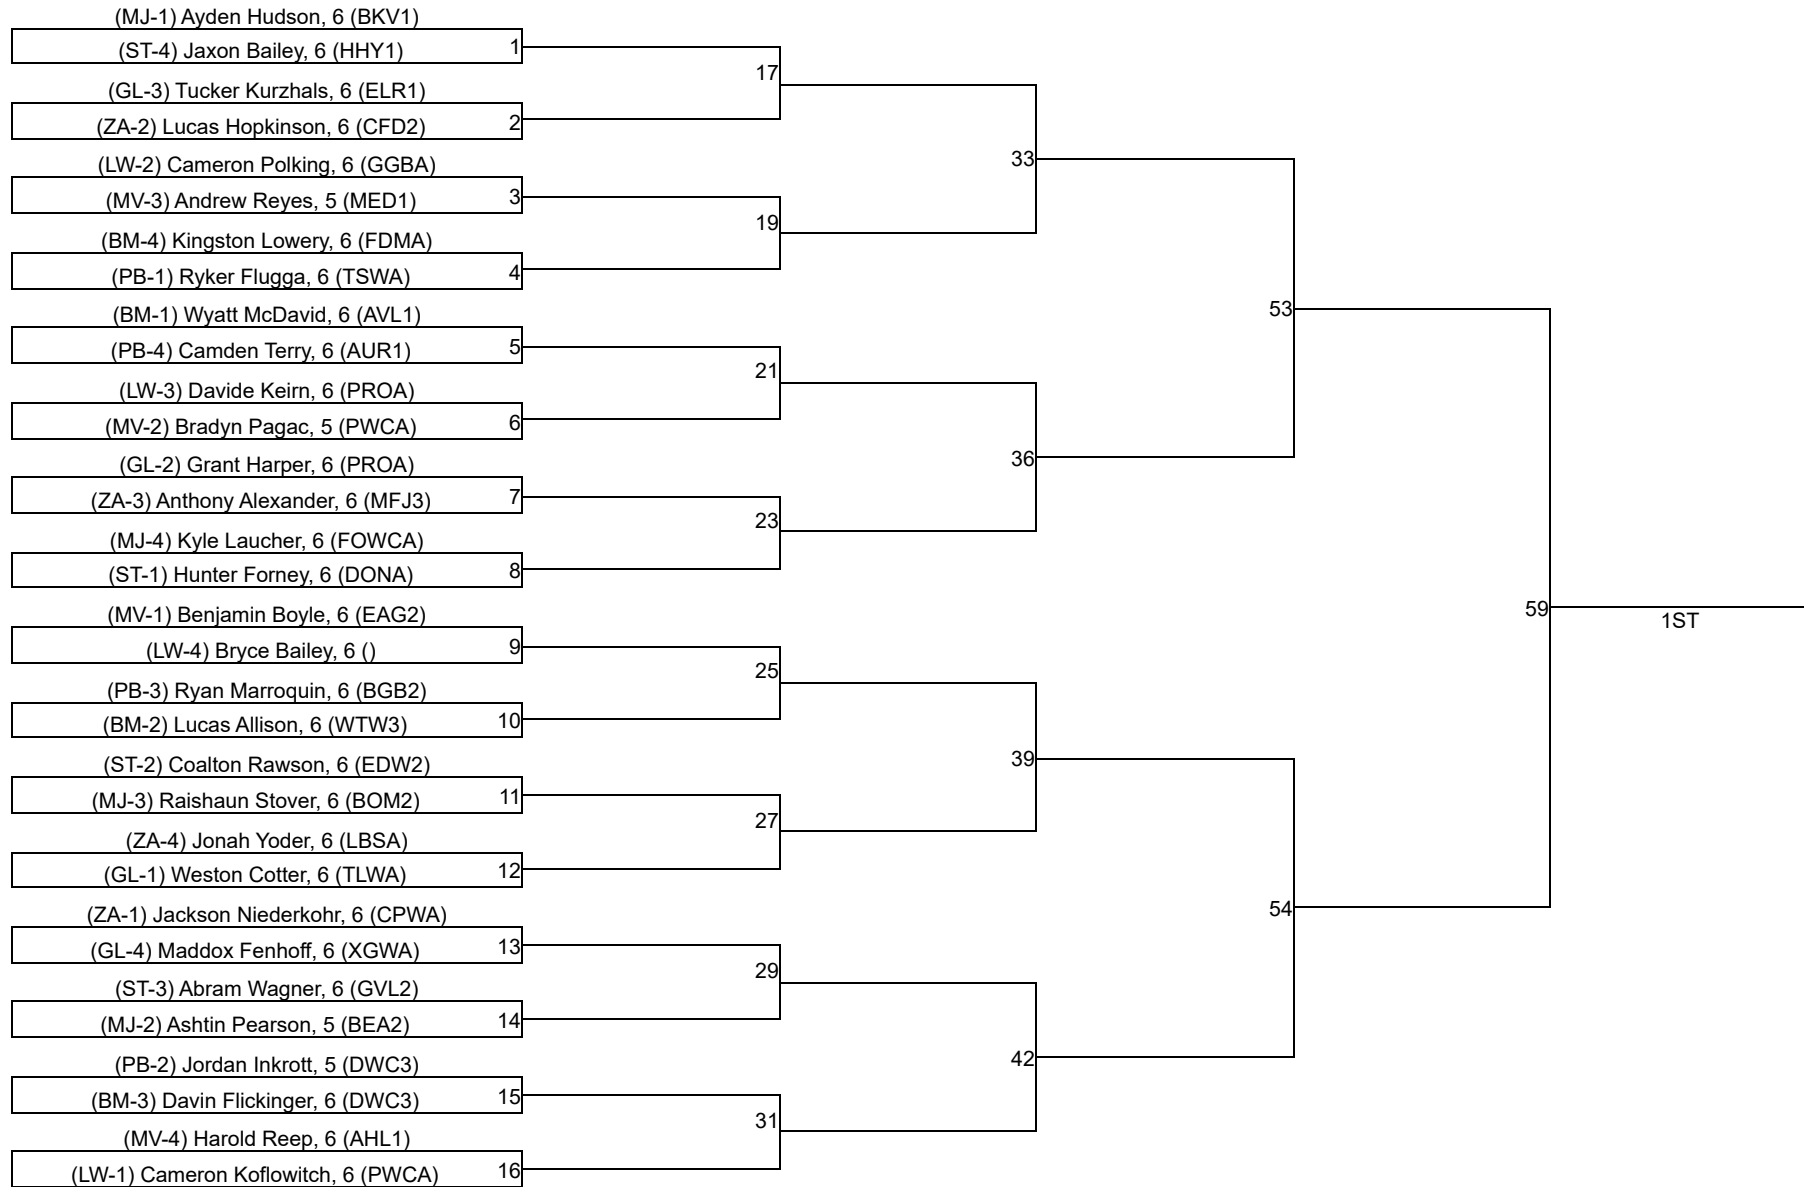 (MJ-1) Ayden Hudson, 6 (BKV1)
(ST-4) Jaxon Bailey, 6 (HHY1)
1
17
(GL-3) Tucker Kurzhals, 6 (ELR1)
(ZA-2) Lucas Hopkinson, 6 (CFD2)
2
(LW-2) Cameron Polking, 6 (GGBA)
33
(MV-3) Andrew Reyes, 5 (MED1)
3
19
(BM-4) Kingston Lowery, 6 (FDMA)
(PB-1) Ryker Flugga, 6 (TSWA)
4
53
(BM-1) Wyatt McDavid, 6 (AVL1)
(PB-4) Camden Terry, 6 (AUR1)
5
21
(LW-3) Davide Keirn, 6 (PROA)
(MV-2) Bradyn Pagac, 5 (PWCA)
6
36
(GL-2) Grant Harper, 6 (PROA)
(ZA-3) Anthony Alexander, 6 (MFJ3)
7
23
(MJ-4) Kyle Laucher, 6 (FOWCA)
(ST-1) Hunter Forney, 6 (DONA)
8
59
1ST
(MV-1) Benjamin Boyle, 6 (EAG2)
(LW-4) Bryce Bailey, 6 ()
9
25
(PB-3) Ryan Marroquin, 6 (BGB2)
(BM-2) Lucas Allison, 6 (WTW3)
10
39
(ST-2) Coalton Rawson, 6 (EDW2)
(MJ-3) Raishaun Stover, 6 (BOM2)
11
27
(ZA-4) Jonah Yoder, 6 (LBSA)
(GL-1) Weston Cotter, 6 (TLWA)
12
54
(ZA-1) Jackson Niederkohr, 6 (CPWA)
(GL-4) Maddox Fenhoff, 6 (XGWA)
13
29
(ST-3) Abram Wagner, 6 (GVL2)
(MJ-2) Ashtin Pearson, 5 (BEA2)
14
42
(PB-2) Jordan Inkrott, 5 (DWC3)
(BM-3) Davin Flickinger, 6 (DWC3)
15
31
(MV-4) Harold Reep, 6 (AHL1)
(LW-1) Cameron Koflowitch, 6 (PWCA)
16